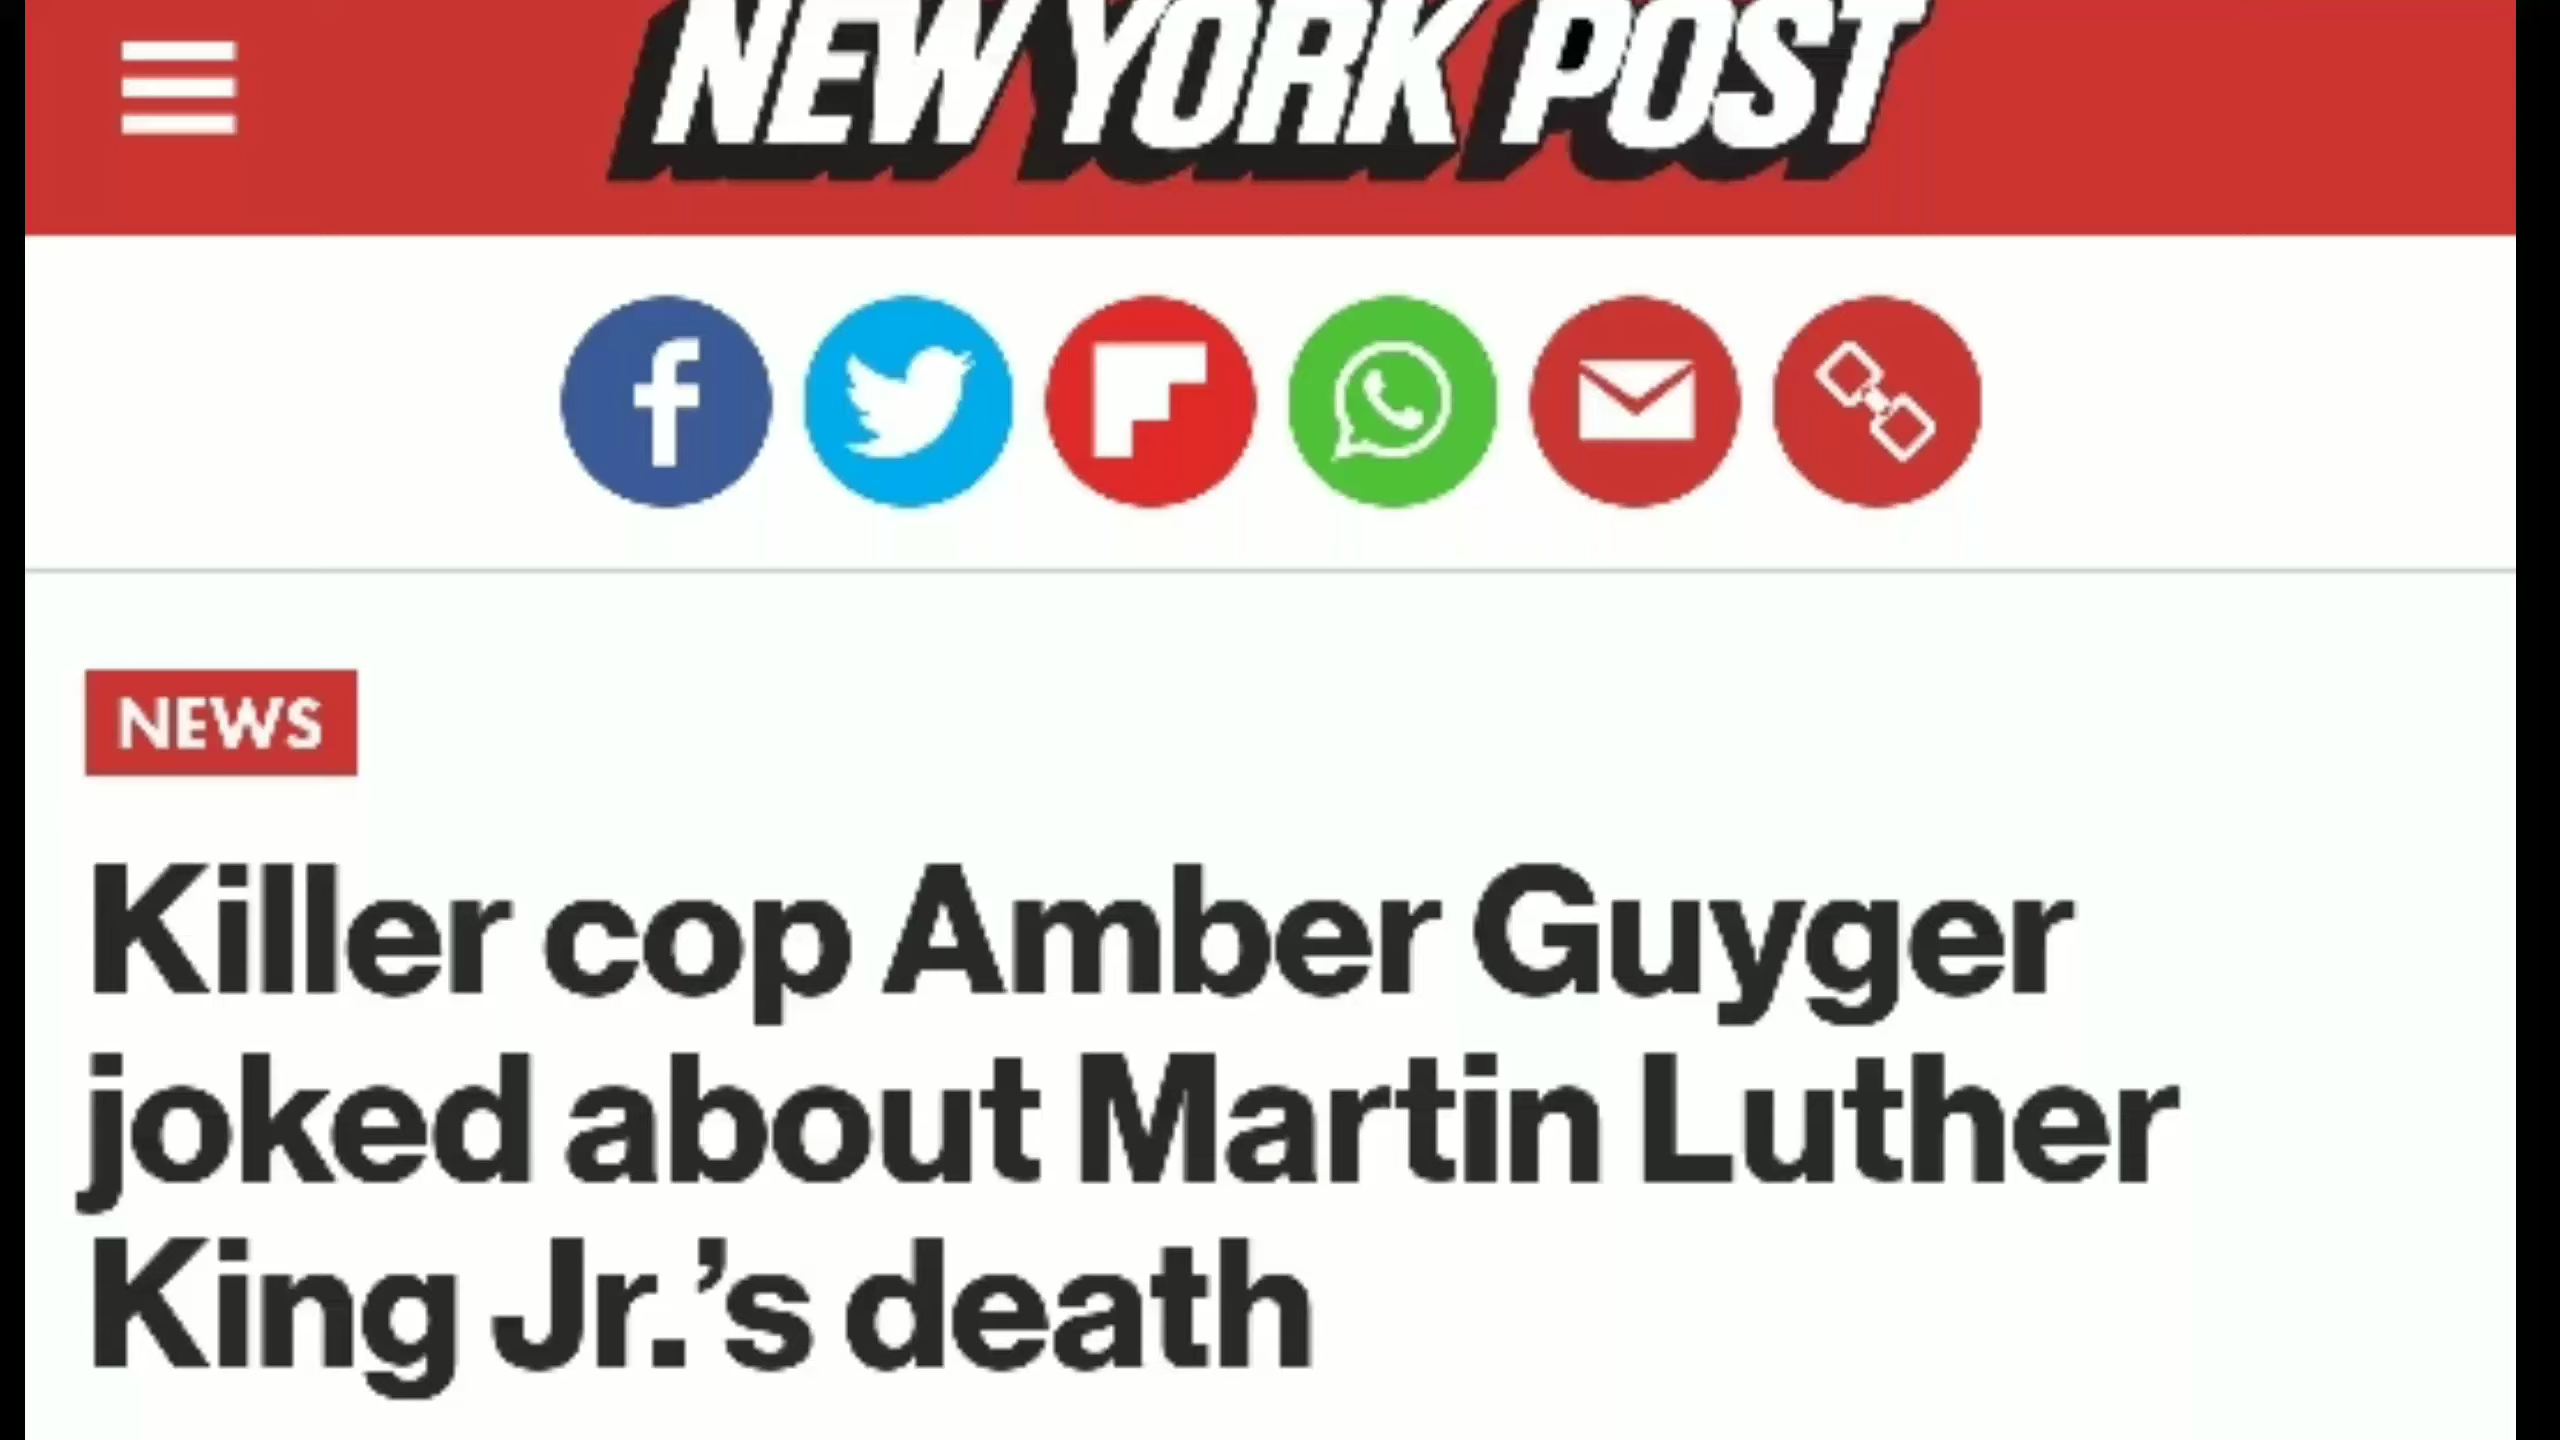 NEW YORK POST
NEWS
Killer cop Amber Guyger
joked about Martin Luther
King Jr.’s death